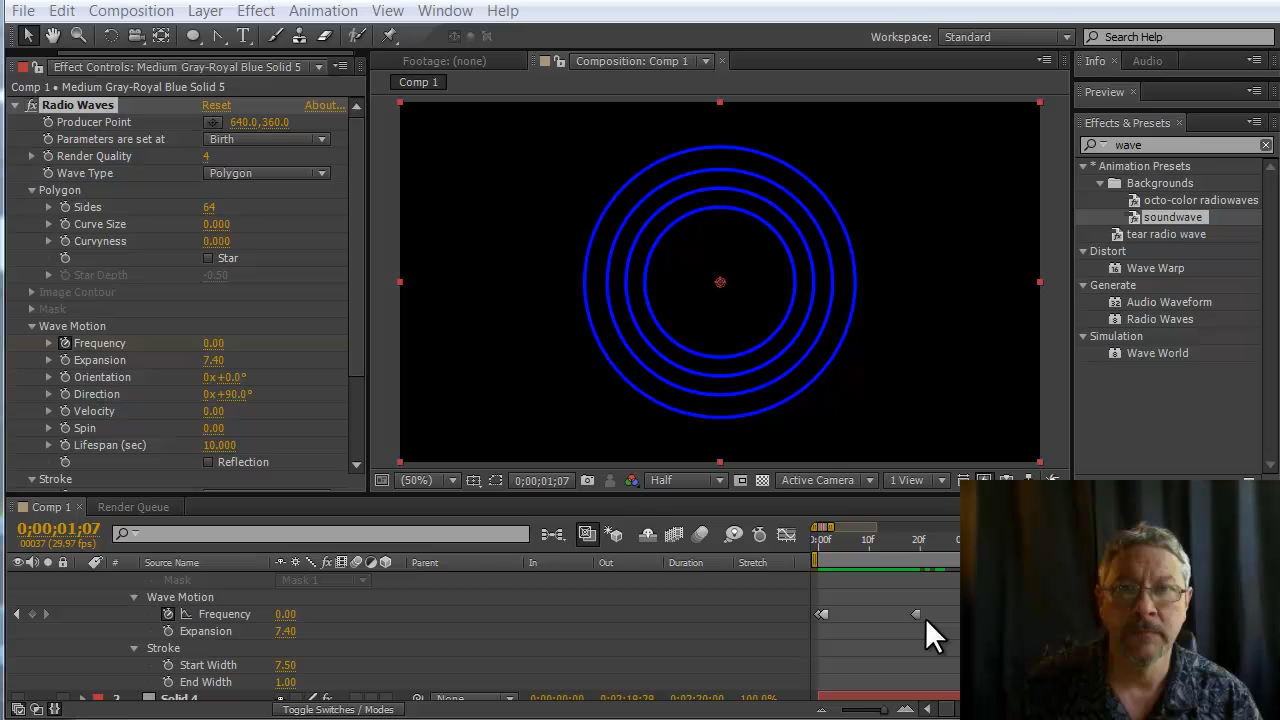 File Edit Composition Layer Effect Animation View Window Help
Workspace: Standard Search Help
Effect Controls: Medium Gray-Royal Blue Solid 5
Footage: (none) Composition: Comp 1
Info Audio
Comp 1 • Medium Gray-Royal Blue Solid 5
Comp 1
Preview
fx Radio Waves Reset About...
Producer Point 640.0,360.0
Parameters are set at Birth
Render Quality 4
Wave Type Polygon
Polygon
Sides 64
Curve Size 0.000
Curvyness 0.000
Star
Star Depth -0.50
Image Contour
Mask
Wave Motion
Frequency 0.00
Expansion 7.40
Orientation 0x+0.0°
Direction 0x+90.0°
Velocity 0.00
Spin 0.00
Lifespan (sec) 10.000
Reflection
Stroke
Effects & Presets
wave
* Animation Presets
Backgrounds
octo-color radiowaves
soundwave
tear radio wave
Distort
Wave Warp
Generate
Audio Waveform
Radio Waves
Simulation
Wave World
(50%) 0;00;01;07 Half Active Camera 1 View
Comp 1 Render Queue
0;00;01;07
00037 (29.97 fps)
0:00f 10f 20f
Source Name Parent In Out Duration Stretch
Mask Mask 1
Wave Motion
Frequency 0.00
Expansion 7.40
Stroke
Start Width 7.50
End Width 1.00
2 Solid 4 None 0;00;00;00 0;02;19;29 0;02;20;00 100.0%
Toggle Switches / Modes